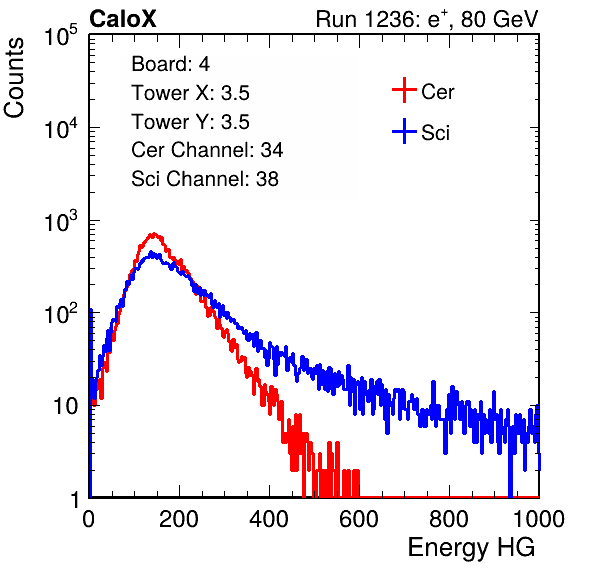 CaloX Run 1236: e⁺, 80 GeV
Counts
10⁵
10⁴
10³
10²
10
1
Board: 4
Tower X: 3.5
Tower Y: 3.5
Cer Channel: 34
Sci Channel: 38
Cer
Sci
0 200 400 600 800 1000
Energy HG